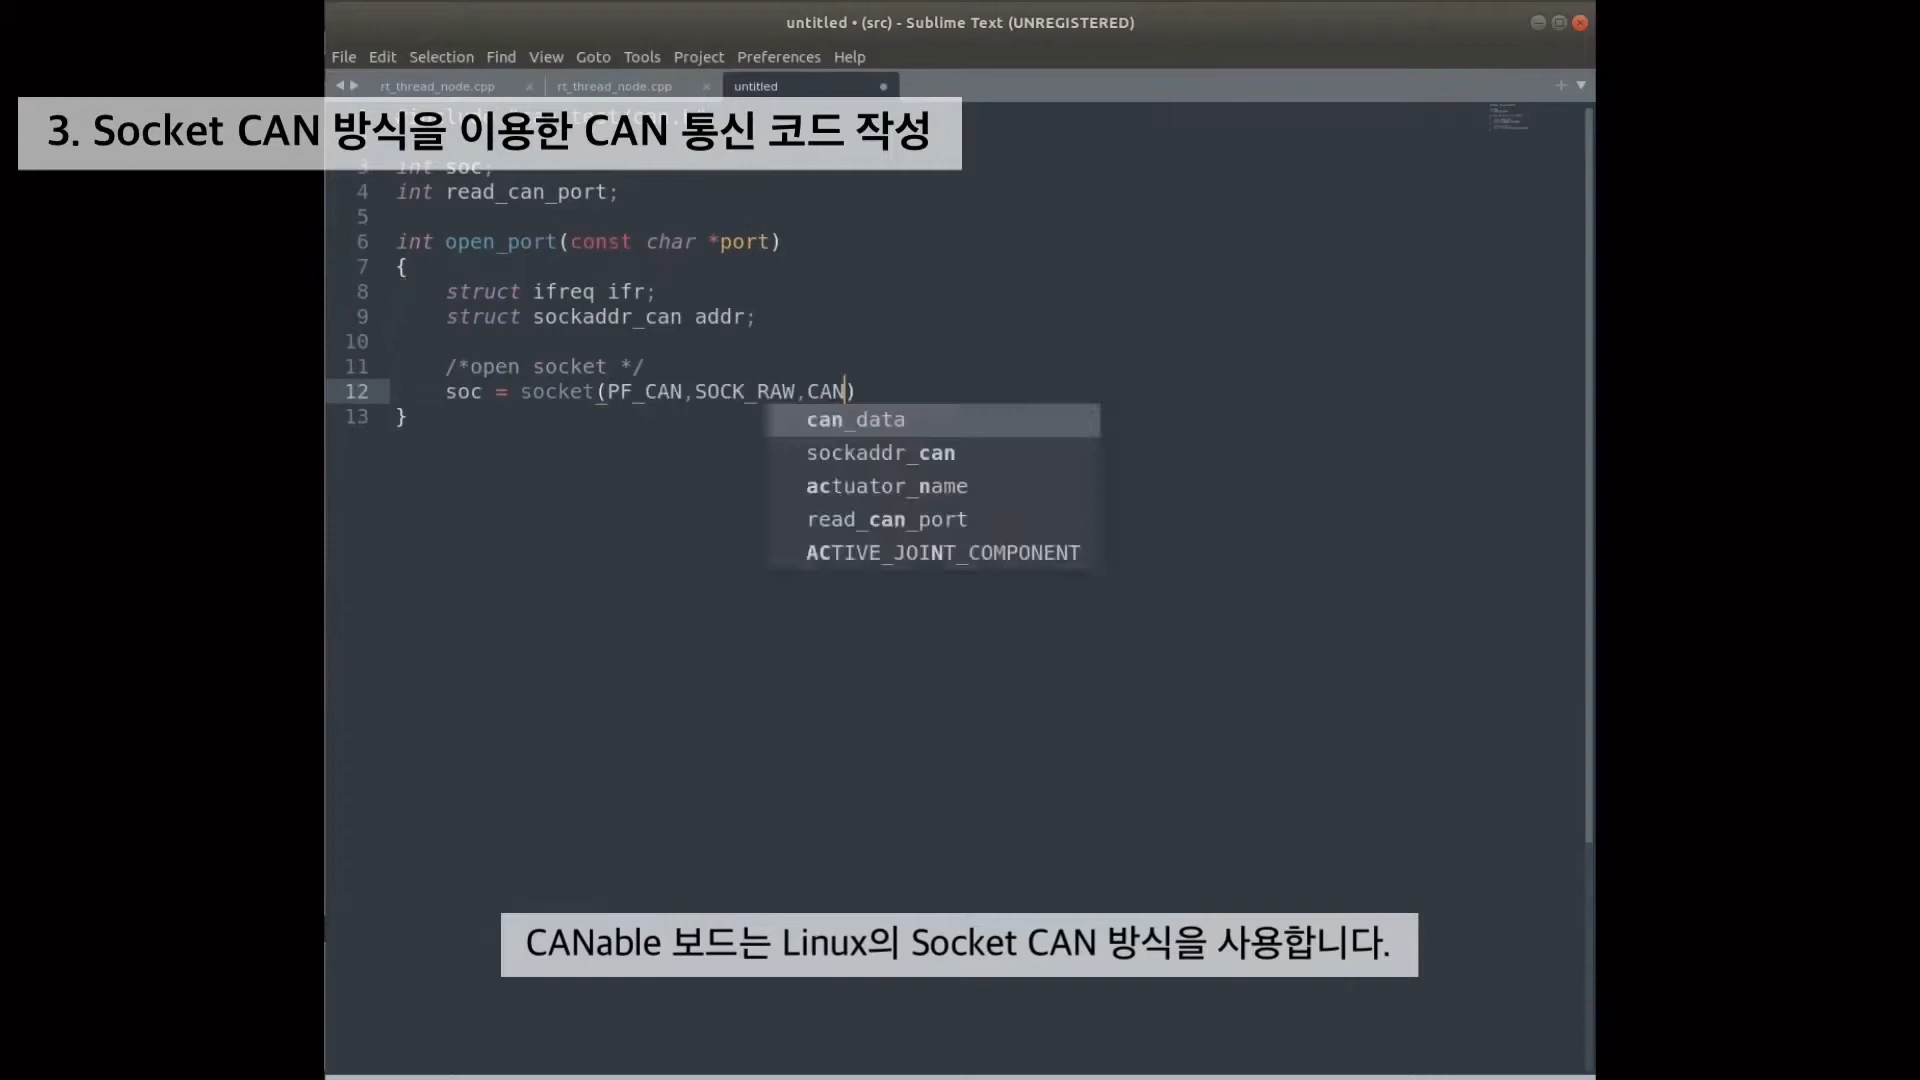 untitled • (src) - Sublime Text (UNREGISTERED)
File Edit Selection Find View Goto Tools Project Preferences Help
rt_thread_node.cpp rt_thread_node.cpp untitled
3. Socket CAN 방식을 이용한 CAN 통신 코드 작성
3 int soc;
4 int read_can_port;
5
6 int open_port(const char *port)
7 {
8 struct ifreq ifr;
9 struct sockaddr_can addr;
10
11 /*open socket */
12 soc = socket(PF_CAN,SOCK_RAW,CAN)
13 }
can_data
sockaddr_can
actuator_name
read_can_port
ACTIVE_JOINT_COMPONENT
CANable 보드는 Linux의 Socket CAN 방식을 사용합니다.